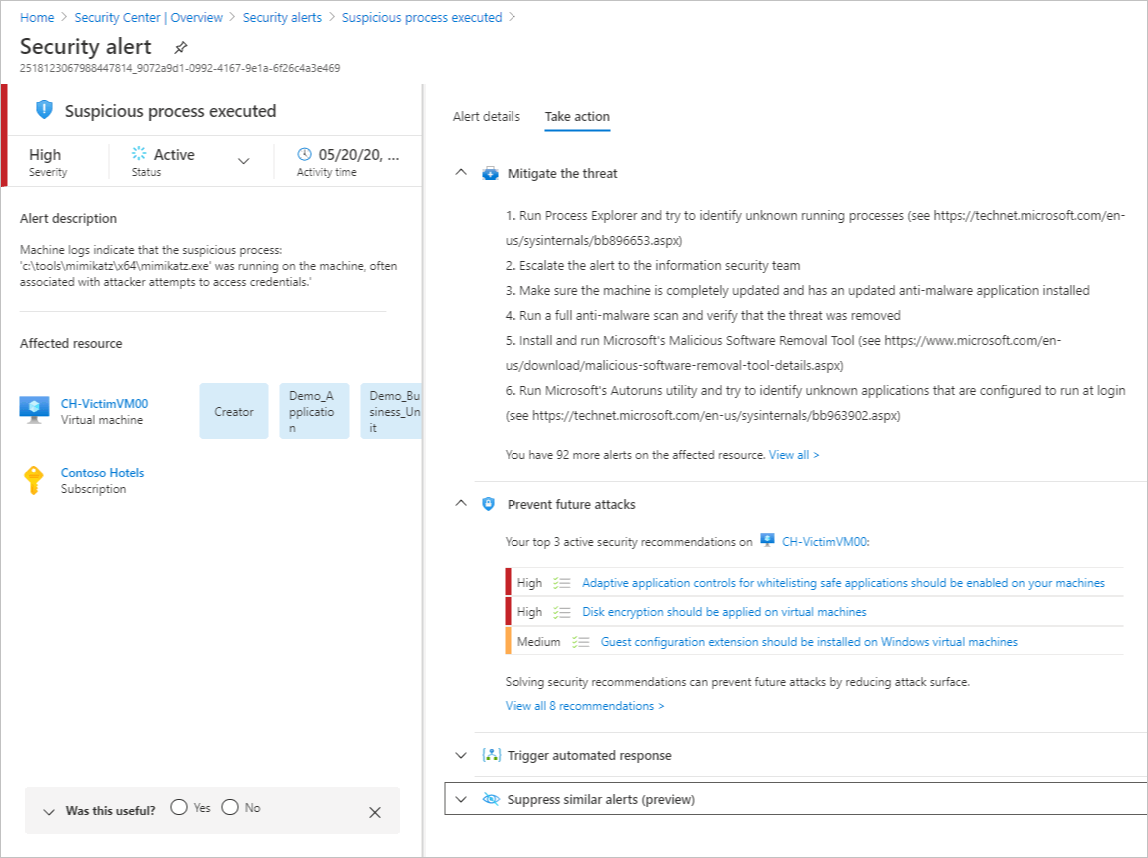 Home > Security Center | Overview > Security alerts > Suspicious process executed >
Security alert
2518123067988447814_9072a9d1-0992-4167-9e1a-6f26c4a3e469
Suspicious process executed
High
Severity
Active
Status
05/20/20, ...
Activity time
Alert description
Machine logs indicate that the suspicious process:
'c:\tools\mimikatz\x64\mimikatz.exe' was running on the machine, often
associated with attacker attempts to access credentials.'
Affected resource
CH-VictimVM00
Virtual machine
Creator
Demo_A
pplicatio
n
Demo_Bu
siness_Un
it
Contoso Hotels
Subscription
Was this useful? Yes No
Alert details
Take action
Mitigate the threat
1. Run Process Explorer and try to identify unknown running processes (see https://technet.microsoft.com/en-
us/sysinternals/bb896653.aspx)
2. Escalate the alert to the information security team
3. Make sure the machine is completely updated and has an updated anti-malware application installed
4. Run a full anti-malware scan and verify that the threat was removed
5. Install and run Microsoft's Malicious Software Removal Tool (see https://www.microsoft.com/en-
us/download/malicious-software-removal-tool-details.aspx)
6. Run Microsoft's Autoruns utility and try to identify unknown applications that are configured to run at login
(see https://technet.microsoft.com/en-us/sysinternals/bb963902.aspx)
You have 92 more alerts on the affected resource. View all >
Prevent future attacks
Your top 3 active security recommendations on CH-VictimVM00:
High Adaptive application controls for whitelisting safe applications should be enabled on your machines
High Disk encryption should be applied on virtual machines
Medium Guest configuration extension should be installed on Windows virtual machines
Solving security recommendations can prevent future attacks by reducing attack surface.
View all 8 recommendations >
Trigger automated response
Suppress similar alerts (preview)